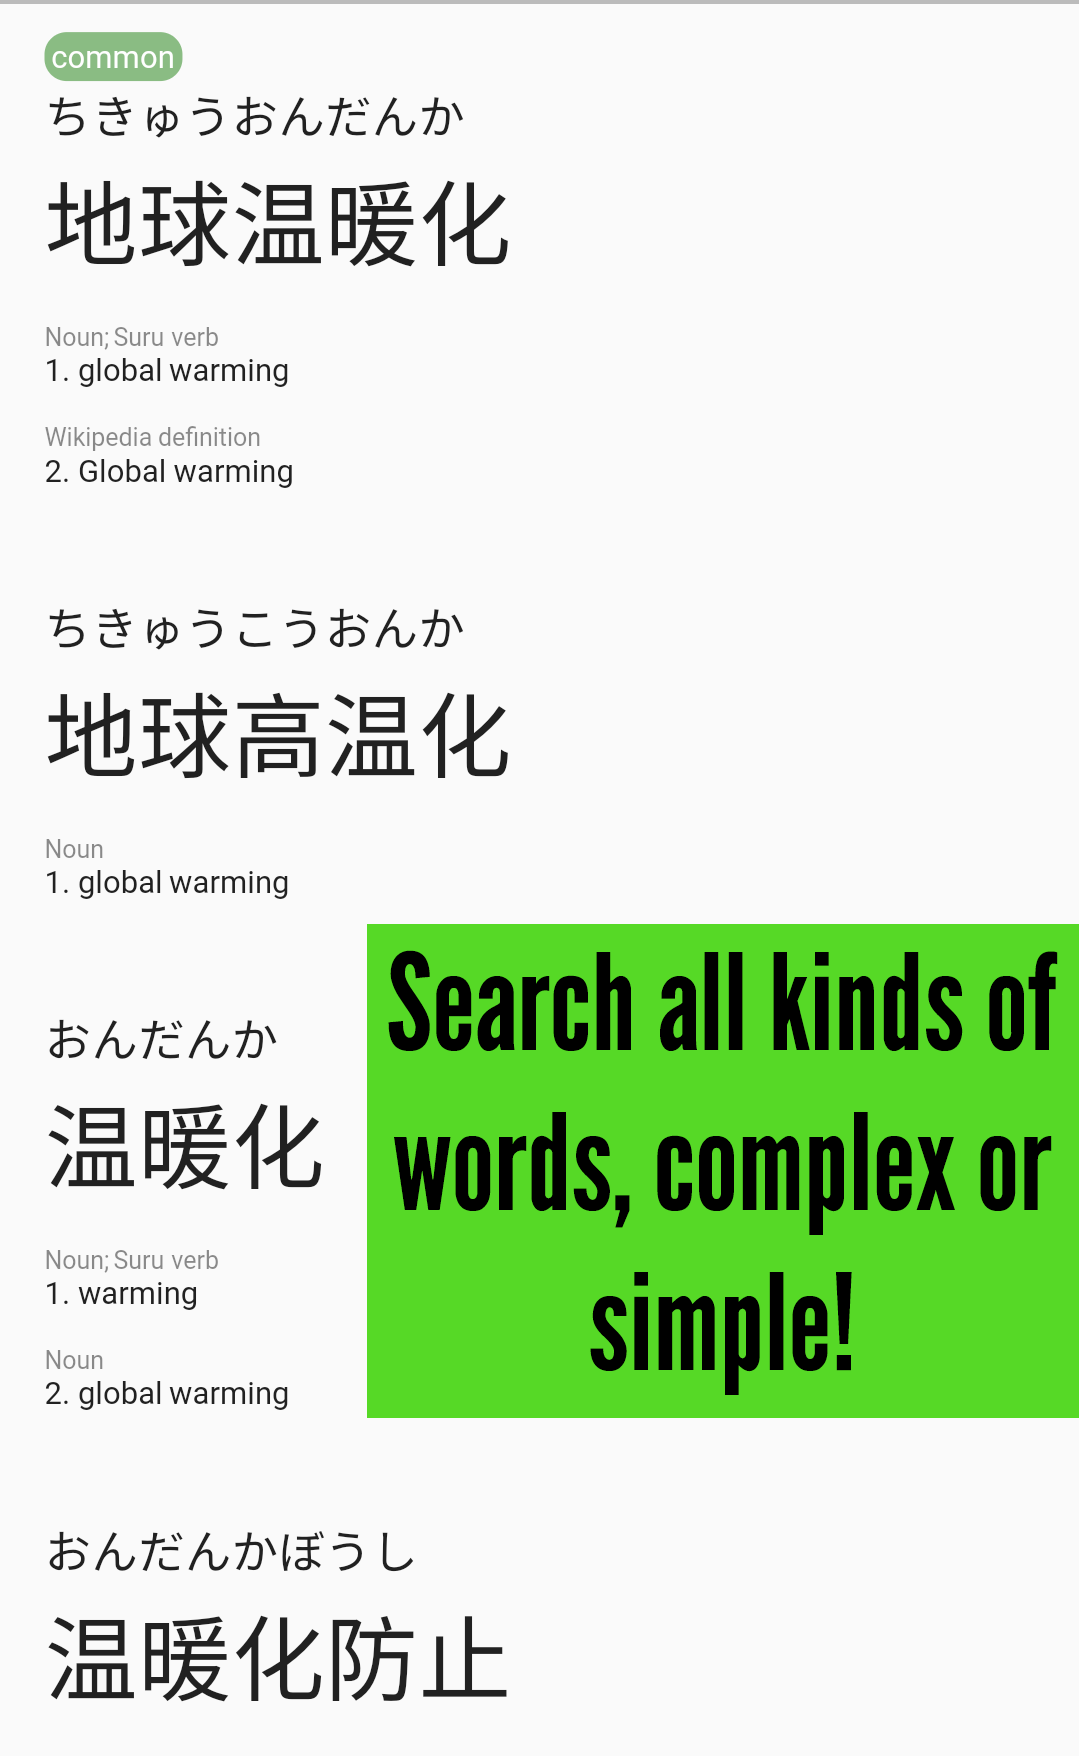 common
ちきゅうおんだんか
地球温暖化
Noun; Suru verb
1. global warming
Wikipedia definition
2. Global warming
ちきゅうこうおんか
地球高温化
Noun
1. global warming
Search all kinds of
words, complex or
simple!
おんだんか
温暖化
Noun; Suru verb
1. warming
Noun
2. global warming
おんだんかぼうし
温暖化防止